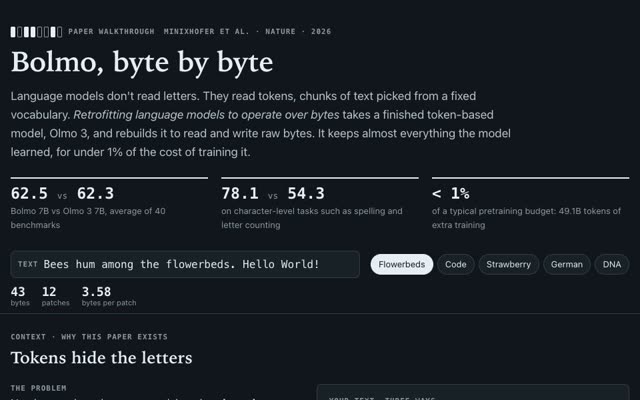 PAPER WALKTHROUGH MINIXHOFER ET AL. · NATURE · 2026
Bolmo, byte by byte
Language models don't read letters. They read tokens, chunks of text picked from a fixed
vocabulary. Retrofitting language models to operate over bytes takes a finished token-based
model, Olmo 3, and rebuilds it to read and write raw bytes. It keeps almost everything the model
learned, for under 1% of the cost of training it.
62.5 vs 62.3
Bolmo 7B vs Olmo 3 7B, average of 40
benchmarks
78.1 vs 54.3
on character-level tasks such as spelling and
letter counting
< 1%
of a typical pretraining budget: 49.1B tokens of
extra training
TEXT Bees hum among the flowerbeds. Hello World!
Flowerbeds Code Strawberry German DNA
43 12 3.58
bytes patches bytes per patch
CONTEXT · WHY THIS PAPER EXISTS
Tokens hide the letters
THE PROBLEM